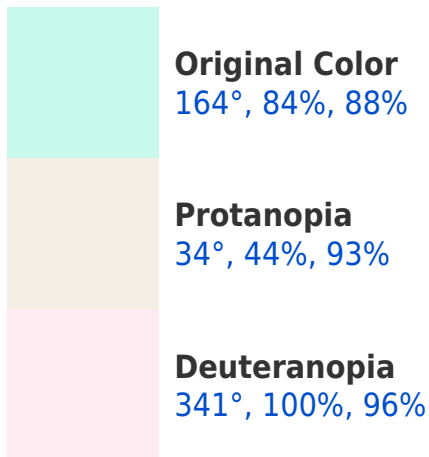 Original Color
164°, 84%, 88%
Protanopia
34°, 44%, 93%
Deuteranopia
341°, 100%, 96%